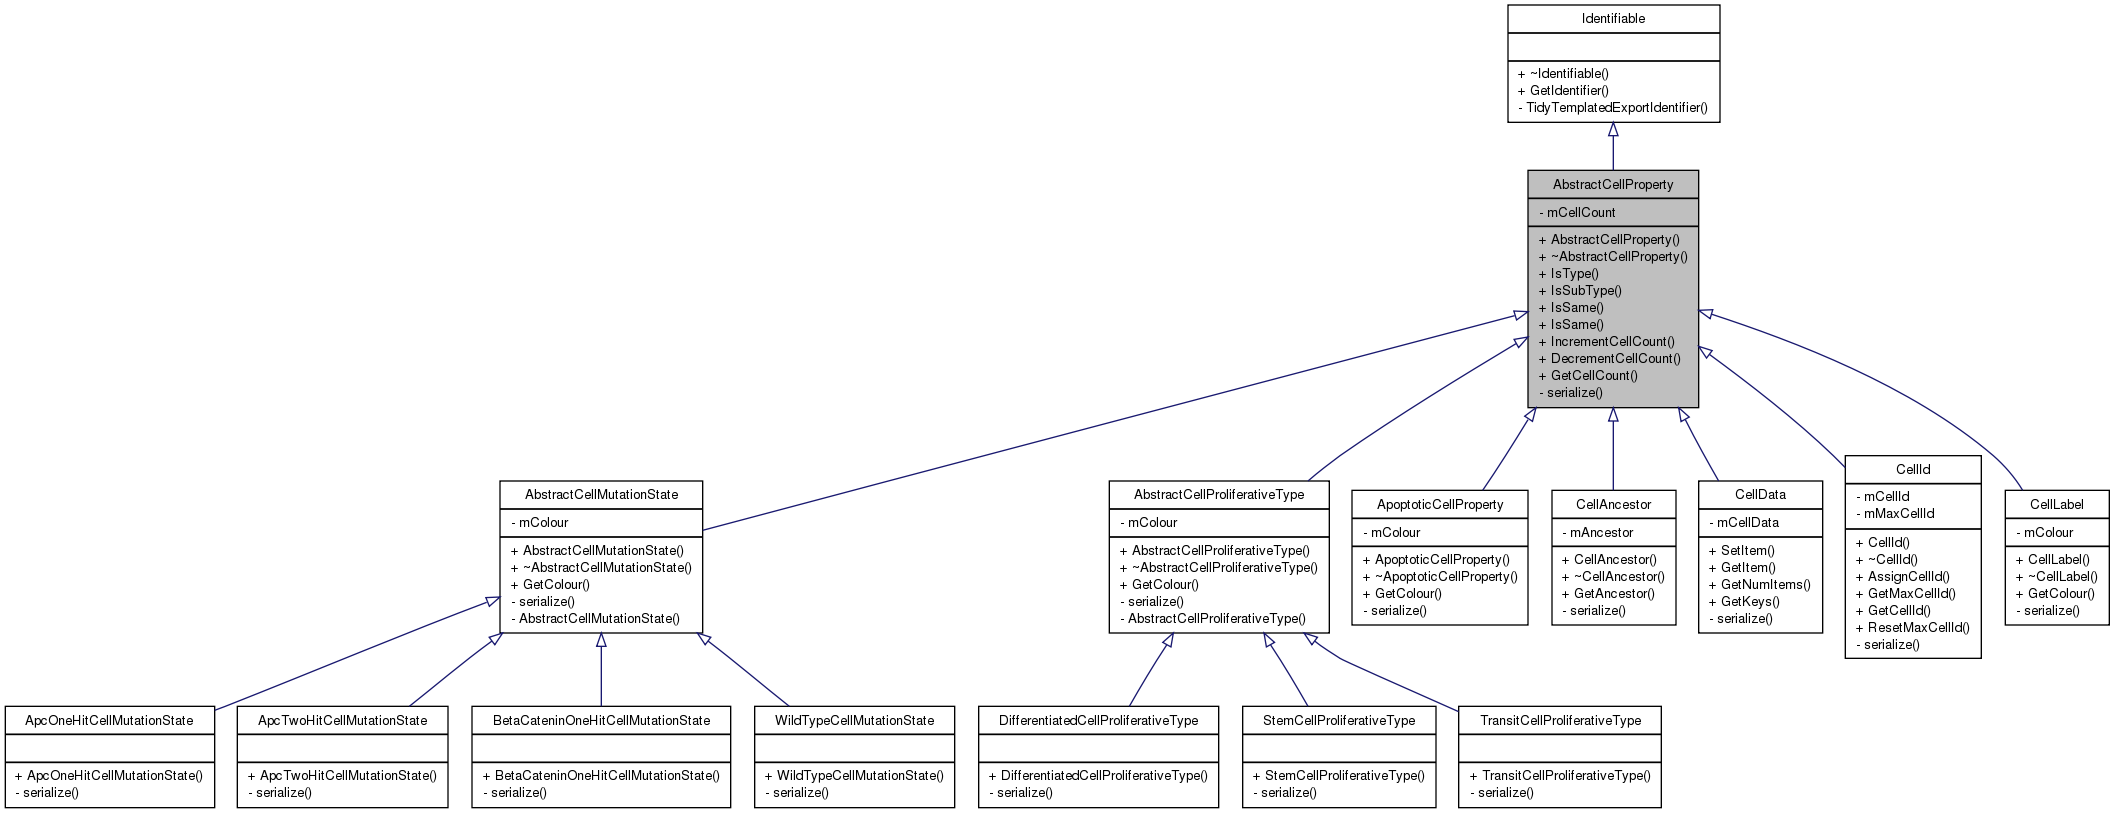 Identifiable
+ ~Identifiable()
+ GetIdentifier()
- TidyTemplatedExportIdentifier()
AbstractCellProperty
- mCellCount
+ AbstractCellProperty()
+ ~AbstractCellProperty()
+ IsType()
+ IsSubType()
+ IsSame()
+ IsSame()
+ IncrementCellCount()
+ DecrementCellCount()
+ GetCellCount()
- serialize()
AbstractCellMutationState
- mColour
+ AbstractCellMutationState()
+ ~AbstractCellMutationState()
+ GetColour()
- serialize()
- AbstractCellMutationState()
AbstractCellProliferativeType
- mColour
+ AbstractCellProliferativeType()
+ ~AbstractCellProliferativeType()
+ GetColour()
- serialize()
- AbstractCellProliferativeType()
ApoptoticCellProperty
- mColour
+ ApoptoticCellProperty()
+ ~ApoptoticCellProperty()
+ GetColour()
- serialize()
CellAncestor
- mAncestor
+ CellAncestor()
+ ~CellAncestor()
+ GetAncestor()
- serialize()
CellData
- mCellData
+ SetItem()
+ GetItem()
+ GetNumItems()
+ GetKeys()
- serialize()
CellId
- mCellId
- mMaxCellId
+ CellId()
+ ~CellId()
+ AssignCellId()
+ GetMaxCellId()
+ GetCellId()
+ ResetMaxCellId()
- serialize()
CellLabel
- mColour
+ CellLabel()
+ ~CellLabel()
+ GetColour()
- serialize()
ApcOneHitCellMutationState
+ ApcOneHitCellMutationState()
- serialize()
ApcTwoHitCellMutationState
+ ApcTwoHitCellMutationState()
- serialize()
BetaCateninOneHitCellMutationState
+ BetaCateninOneHitCellMutationState()
- serialize()
WildTypeCellMutationState
+ WildTypeCellMutationState()
- serialize()
DifferentiatedCellProliferativeType
+ DifferentiatedCellProliferativeType()
- serialize()
StemCellProliferativeType
+ StemCellProliferativeType()
- serialize()
TransitCellProliferativeType
+ TransitCellProliferativeType()
- serialize()